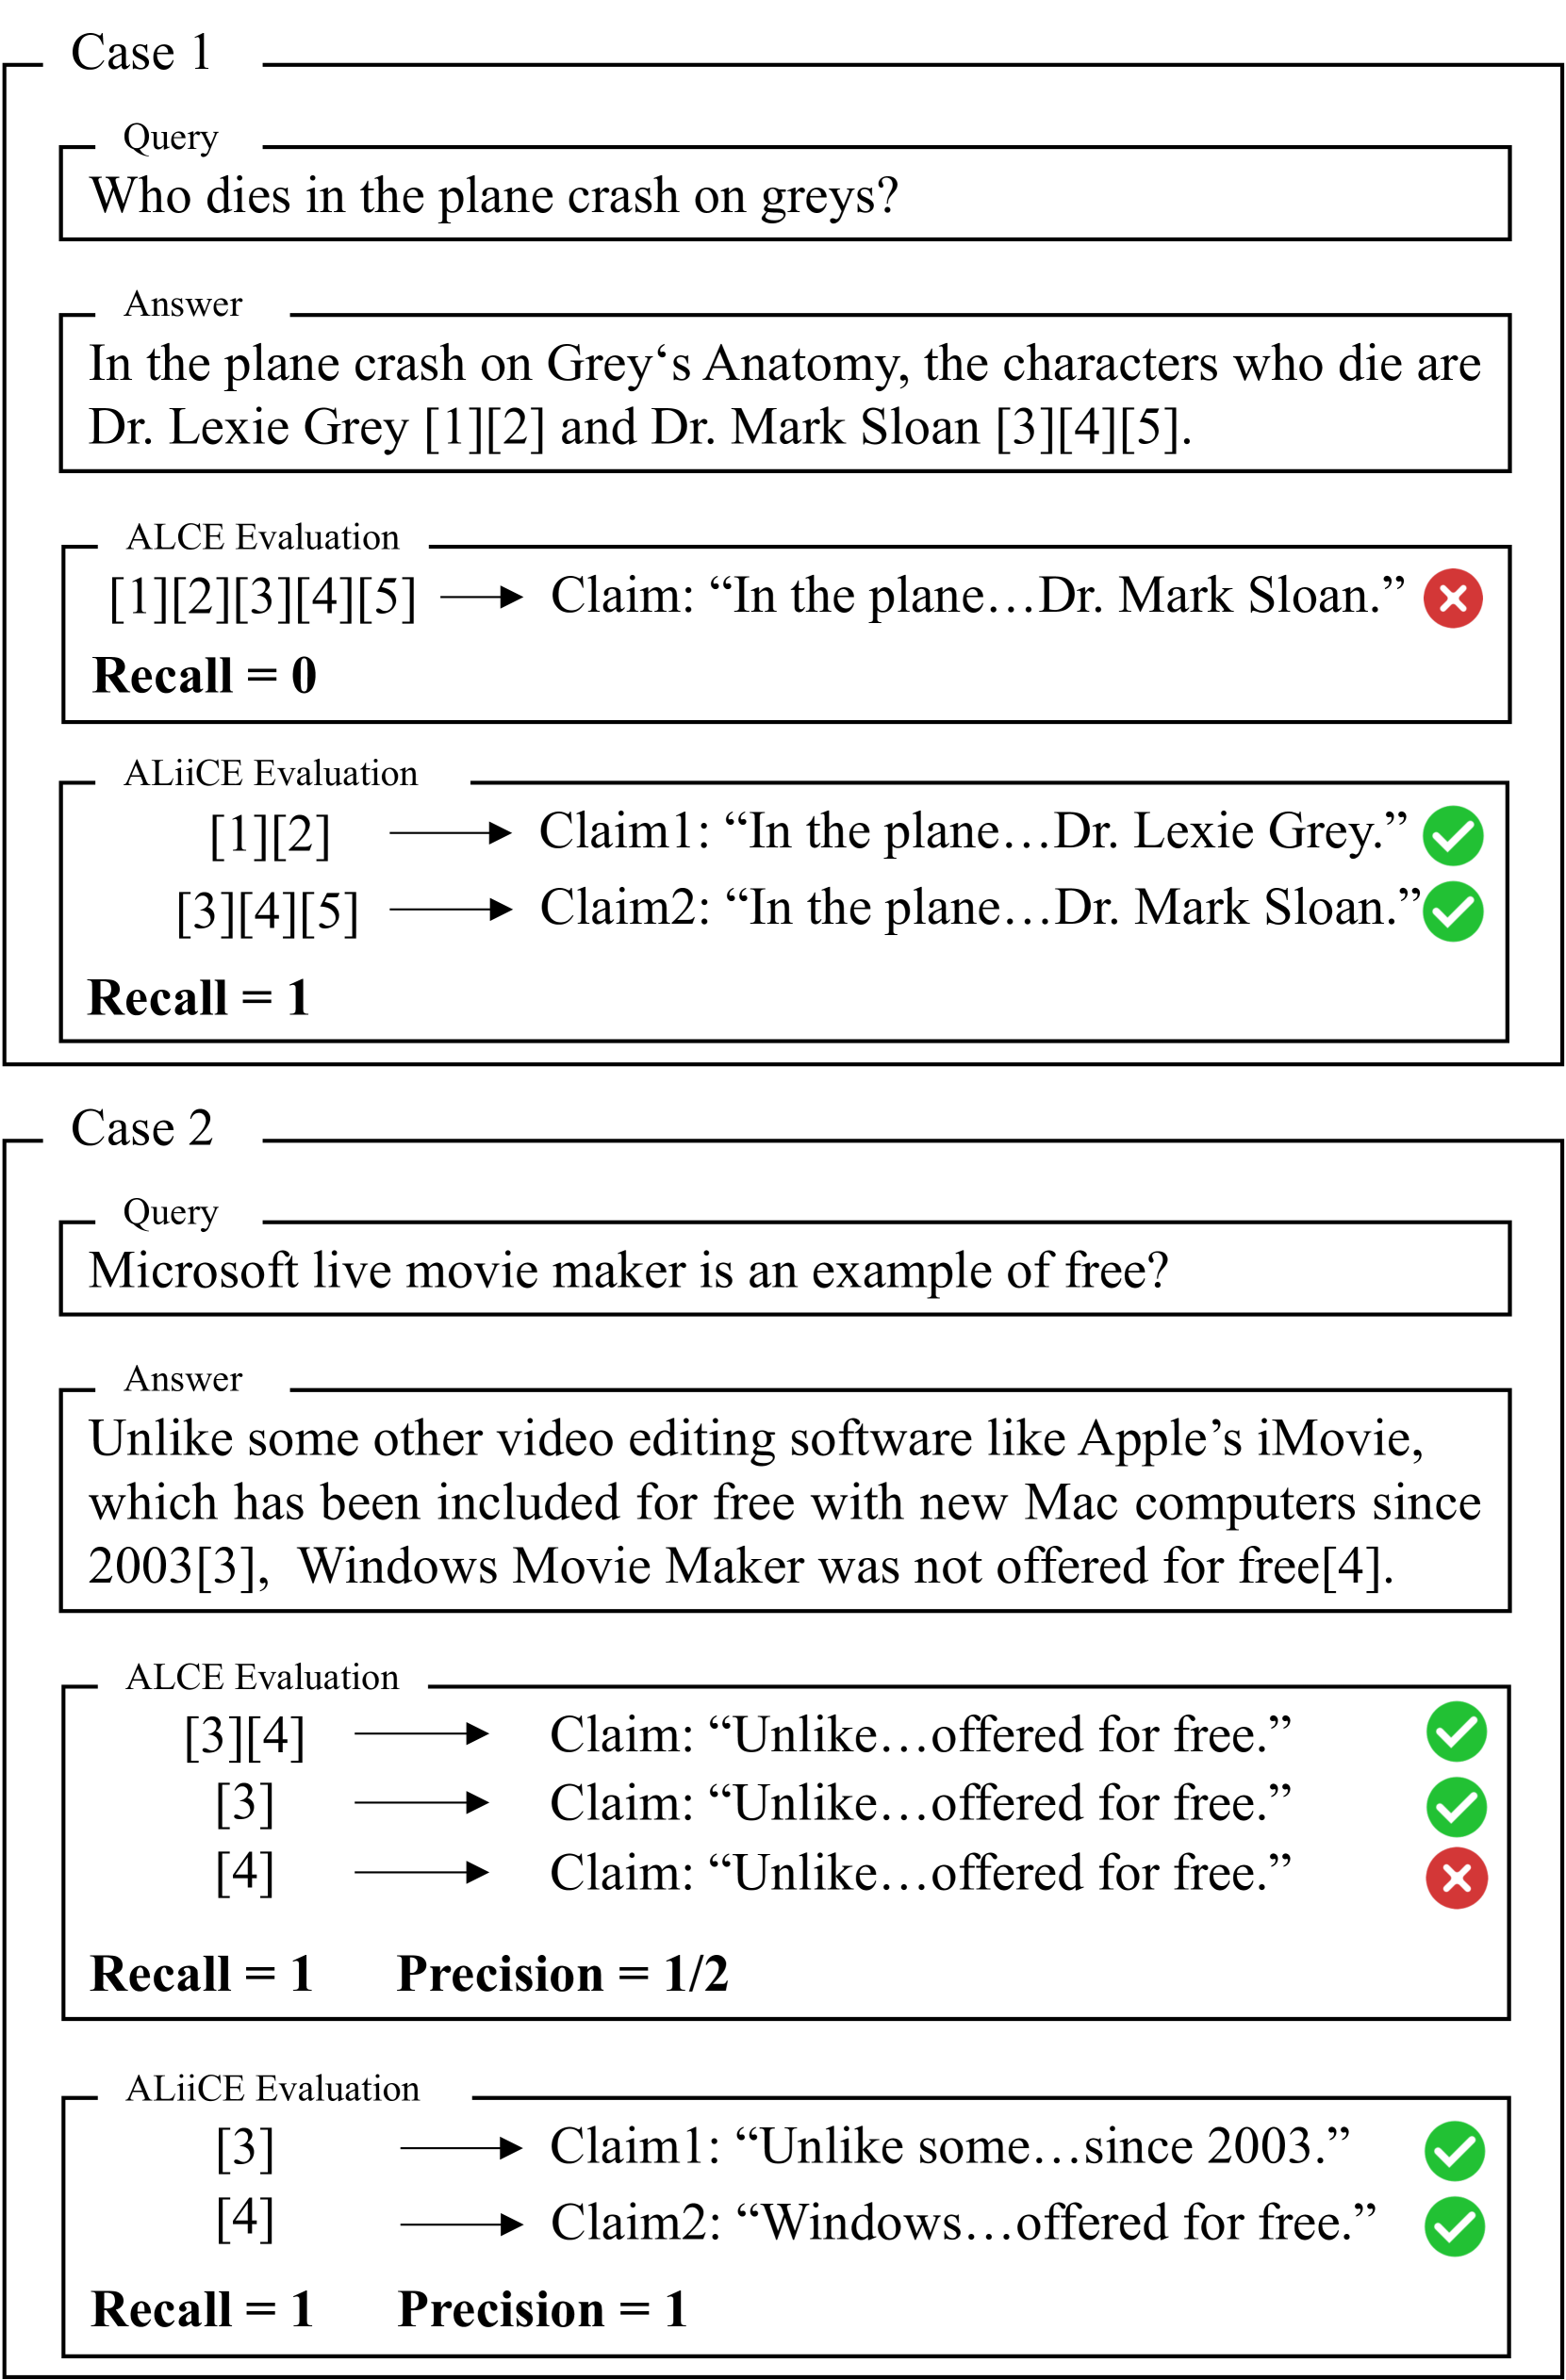 Case 1
Query
Who dies in the plane crash on greys?
Answer
In the plane crash on Grey‘s Anatomy, the characters who die are
Dr. Lexie Grey [1][2] and Dr. Mark Sloan [3][4][5].
ALCE Evaluation
[1][2][3][4][5] Claim: “In the plane…Dr. Mark Sloan.”
Recall = 0
ALiiCE Evaluation
[1][2] Claim1: “In the plane…Dr. Lexie Grey.”
[3][4][5] Claim2: “In the plane…Dr. Mark Sloan.”
Recall = 1
Case 2
Query
Microsoft live movie maker is an example of free?
Answer
Unlike some other video editing software like Apple’s iMovie,
which has been included for free with new Mac computers since
2003[3], Windows Movie Maker was not offered for free[4].
ALCE Evaluation
[3][4] Claim: “Unlike…offered for free.”
[3] Claim: “Unlike…offered for free.”
[4] Claim: “Unlike…offered for free.”
Recall = 1 Precision = 1/2
ALiiCE Evaluation
[3] Claim1: “Unlike some…since 2003.”
[4] Claim2: “Windows…offered for free.”
Recall = 1 Precision = 1